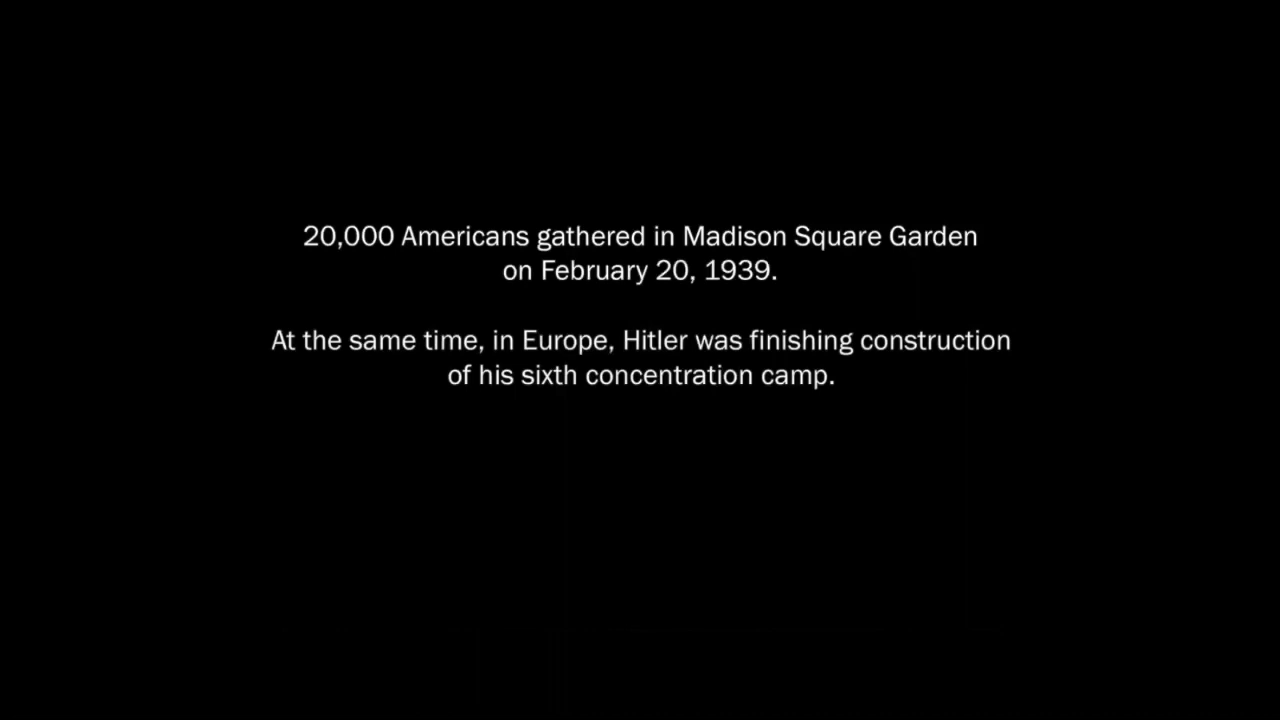 20,000 Americans gathered in Madison Square Garden
on February 20, 1939.
At the same time, in Europe, Hitler was finishing construction
of his sixth concentration camp.